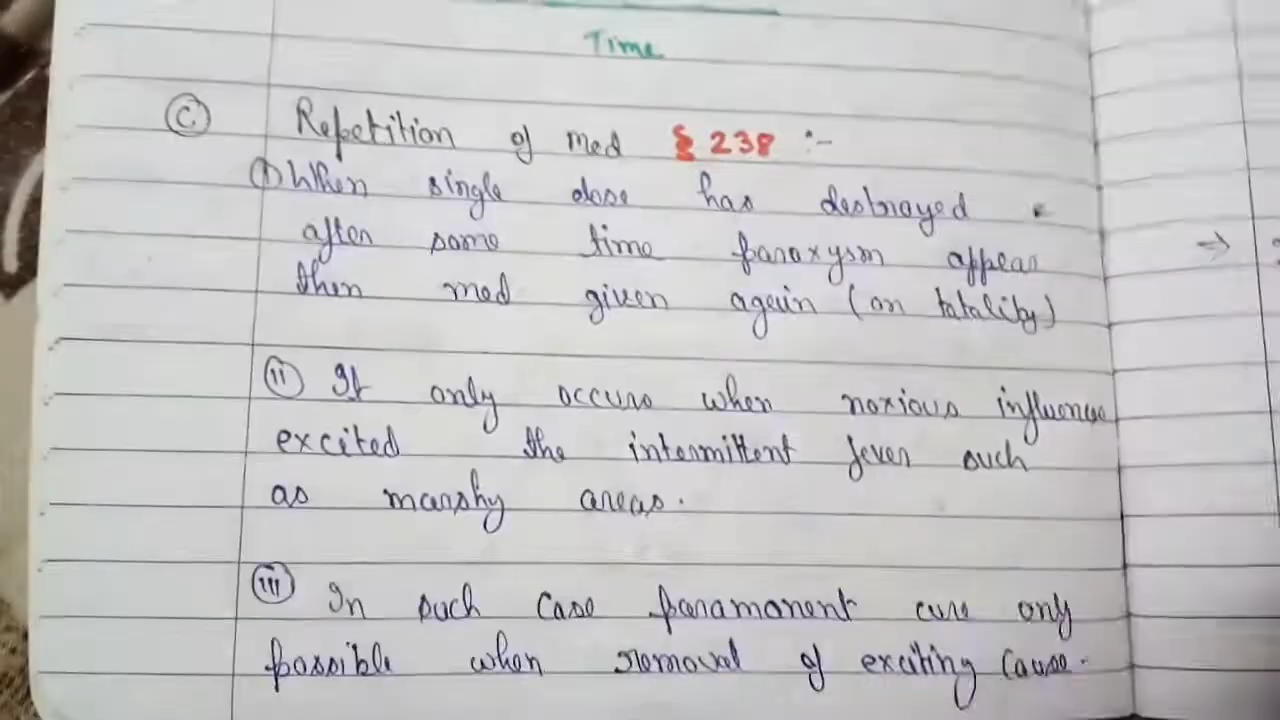 Time
C. Repetition of med § 238 :-
i When single dose has destroyed
after some time paroxysm appear
then med given again (on totality)
ii It only occurs when noxious influence
excited the intermittent fever such
as marshy areas.
iii In such case paramanent cure only
possible when removal of exciting cause.
→